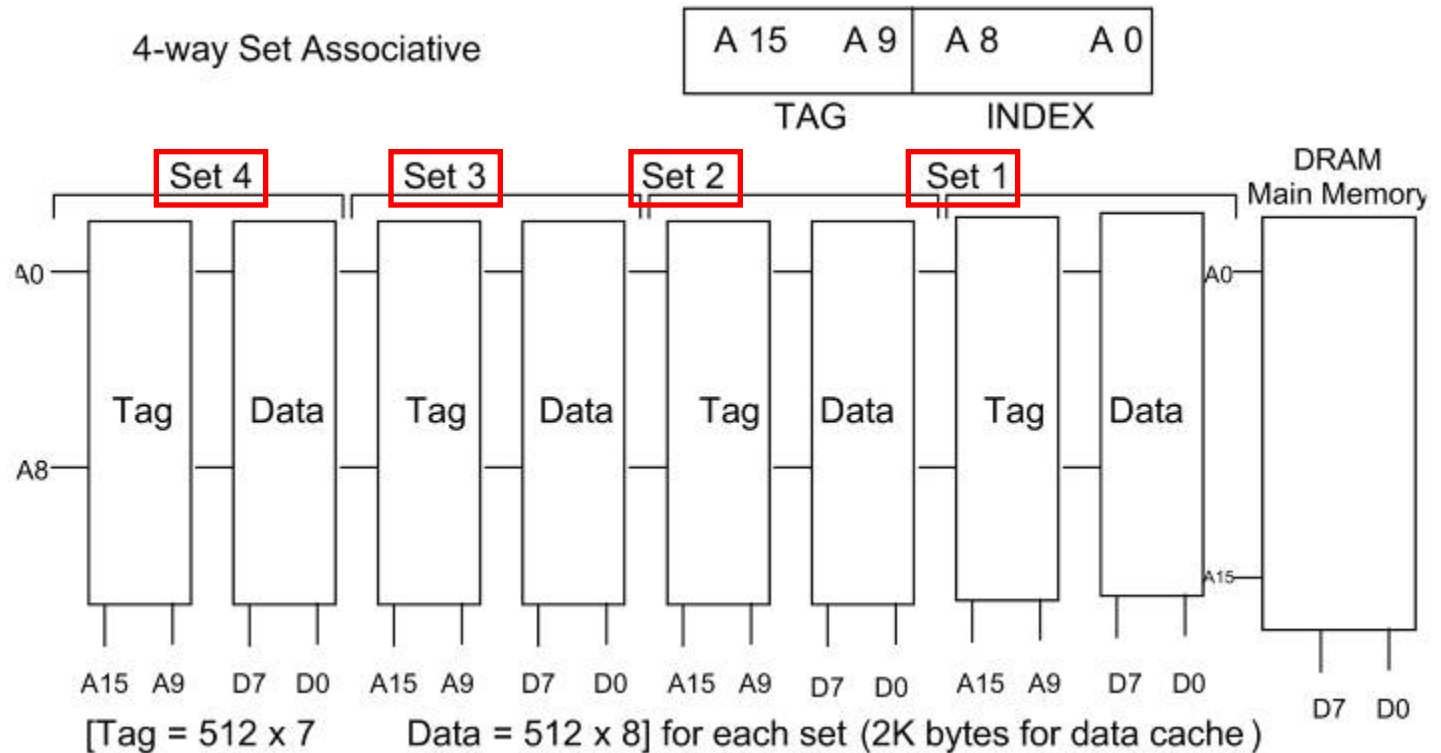 4-way Set Associative
A 15 A 9 A 8 A 0
TAG INDEX
Set 4 Set 3 Set 2 Set 1
DRAM
Main Memory
A0 A0
Tag Data Tag Data Tag Data Tag Data
A8
A15
A15 A9 D7 D0 A15 A9 D7 D0 A15 A9 D7 D0 A15 A9 D7 D0
D7 D0
[Tag = 512 x 7 Data = 512 x 8] for each set (2K bytes for data cache)